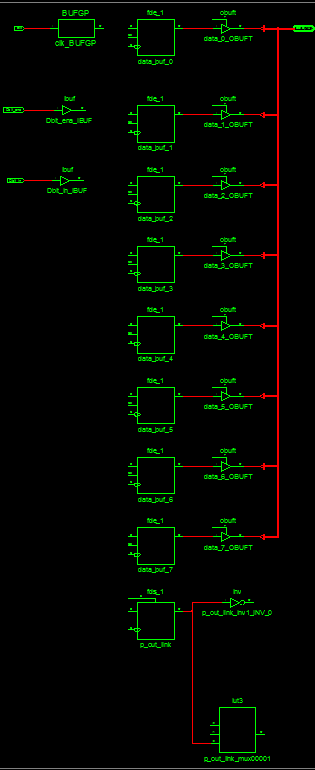 BUFGP
clk_BUFGP
fde_1
data_buf_0
obuft
data_0_OBUFT
ibuf
Dbit_ena_IBUF
fde_1
data_buf_1
obuft
data_1_OBUFT
ibuf
Dbit_in_IBUF
fde_1
data_buf_2
obuft
data_2_OBUFT
fde_1
data_buf_3
obuft
data_3_OBUFT
fde_1
data_buf_4
obuft
data_4_OBUFT
fde_1
data_buf_5
obuft
data_5_OBUFT
fde_1
data_buf_6
obuft
data_6_OBUFT
fde_1
data_buf_7
obuft
data_7_OBUFT
fds_1
p_out_link
inv
p_out_link_inv1_INV_0
lut3
p_out_link_mux00001